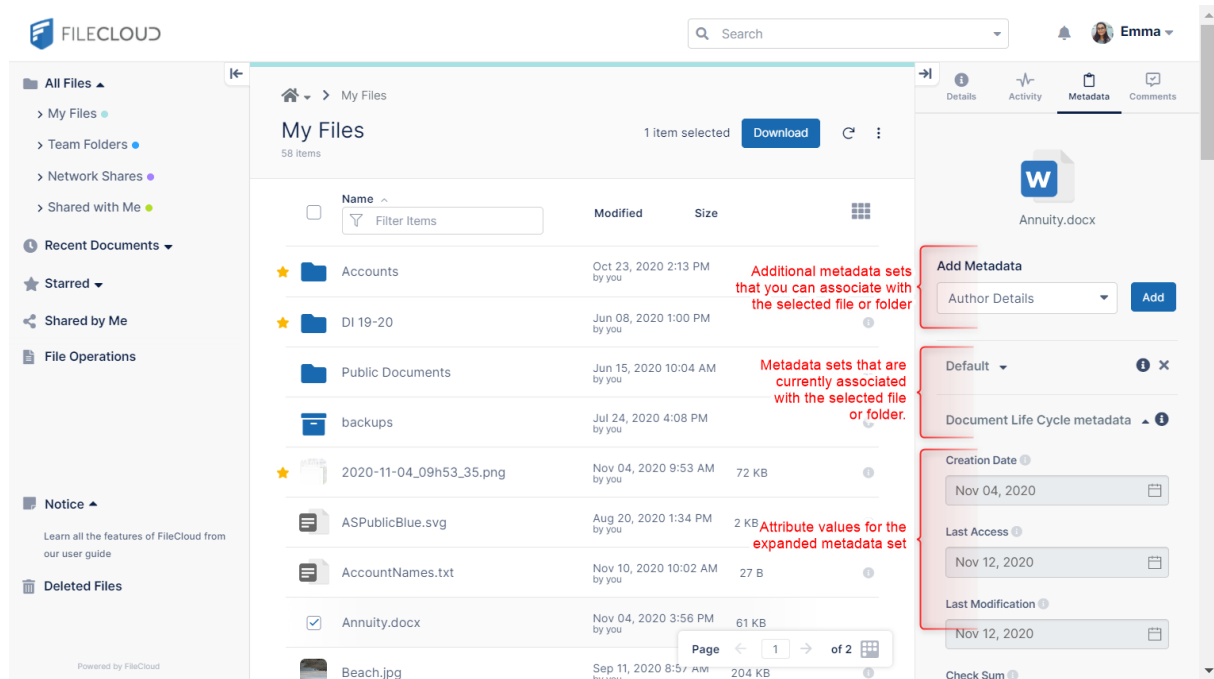 FILECLOUD
Search
Emma
All Files
My Files
Team Folders
Network Shares
Shared with Me
Recent Documents
Starred
Shared by Me
File Operations
Notice
Learn all the features of FileCloud from
our user guide
Deleted Files
Powered by FileCloud
My Files
My Files
58 items
1 item selected
Download
Name
Filter Items
Modified
Size
Accounts
Oct 23, 2020 2:13 PM
by you
DI 19-20
Jun 08, 2020 1:00 PM
by you
Public Documents
Jun 15, 2020 10:04 AM
by you
backups
Jul 24, 2020 4:08 PM
by you
2020-11-04_09h53_35.png
Nov 04, 2020 9:53 AM
by you
72 KB
ASPublicBlue.svg
Aug 20, 2020 1:34 PM
by you
2 KB
AccountNames.txt
Nov 10, 2020 10:02 AM
by you
27 B
Annuity.docx
Nov 04, 2020 3:56 PM
by you
61 KB
Beach.jpg
Sep 11, 2020 8:57 AM
204 KB
Page
1
of 2
Additional metadata sets
that you can associate with
the selected file or folder
Metadata sets that are
currently associated
with the selected file
or folder.
Attribute values for the
expanded metadata set
Details
Activity
Metadata
Comments
W
Annuity.docx
Add Metadata
Author Details
Add
Default
Document Life Cycle metadata
Creation Date
Nov 04, 2020
Last Access
Nov 12, 2020
Last Modification
Nov 12, 2020
Check Sum